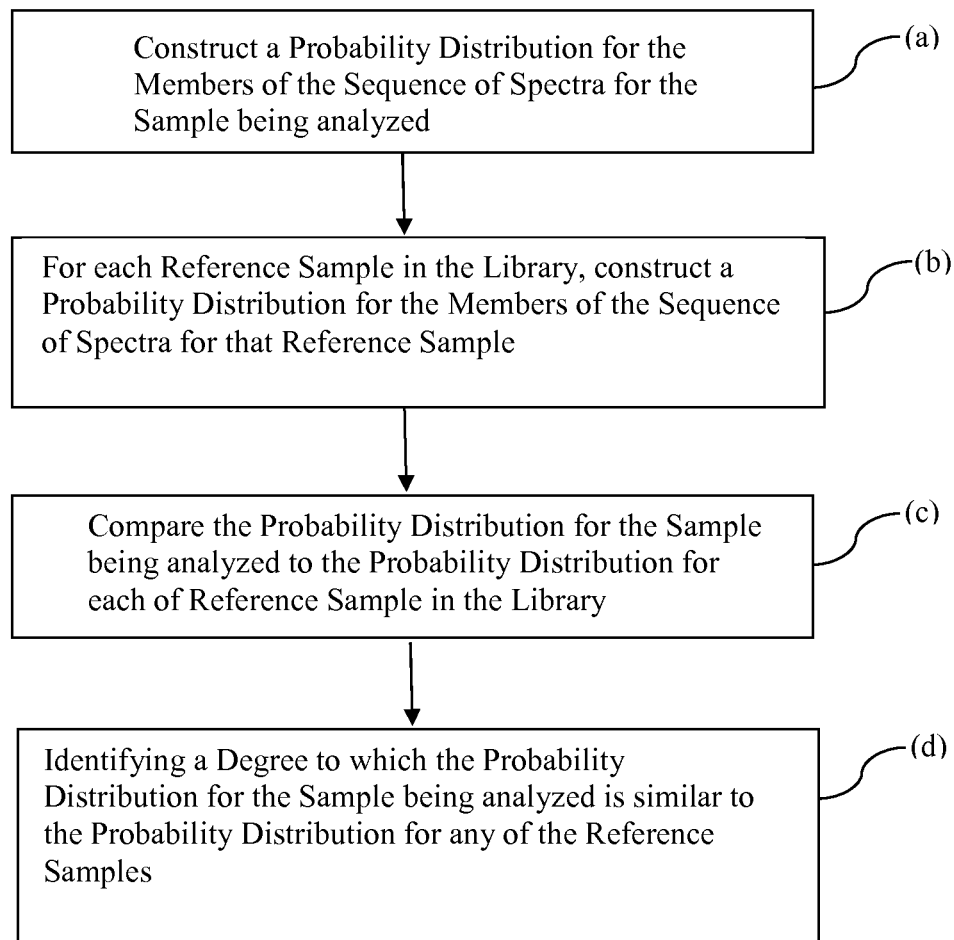 Construct a Probability Distribution for the
Members of the Sequence of Spectra for the
Sample being analyzed
(a)
For each Reference Sample in the Library, construct a
Probability Distribution for the Members of the Sequence
of Spectra for that Reference Sample
(b)
Compare the Probability Distribution for the Sample
being analyzed to the Probability Distribution for
each of Reference Sample in the Library
(c)
Identifying a Degree to which the Probability
Distribution for the Sample being analyzed is similar to
the Probability Distribution for any of the Reference
Samples
(d)